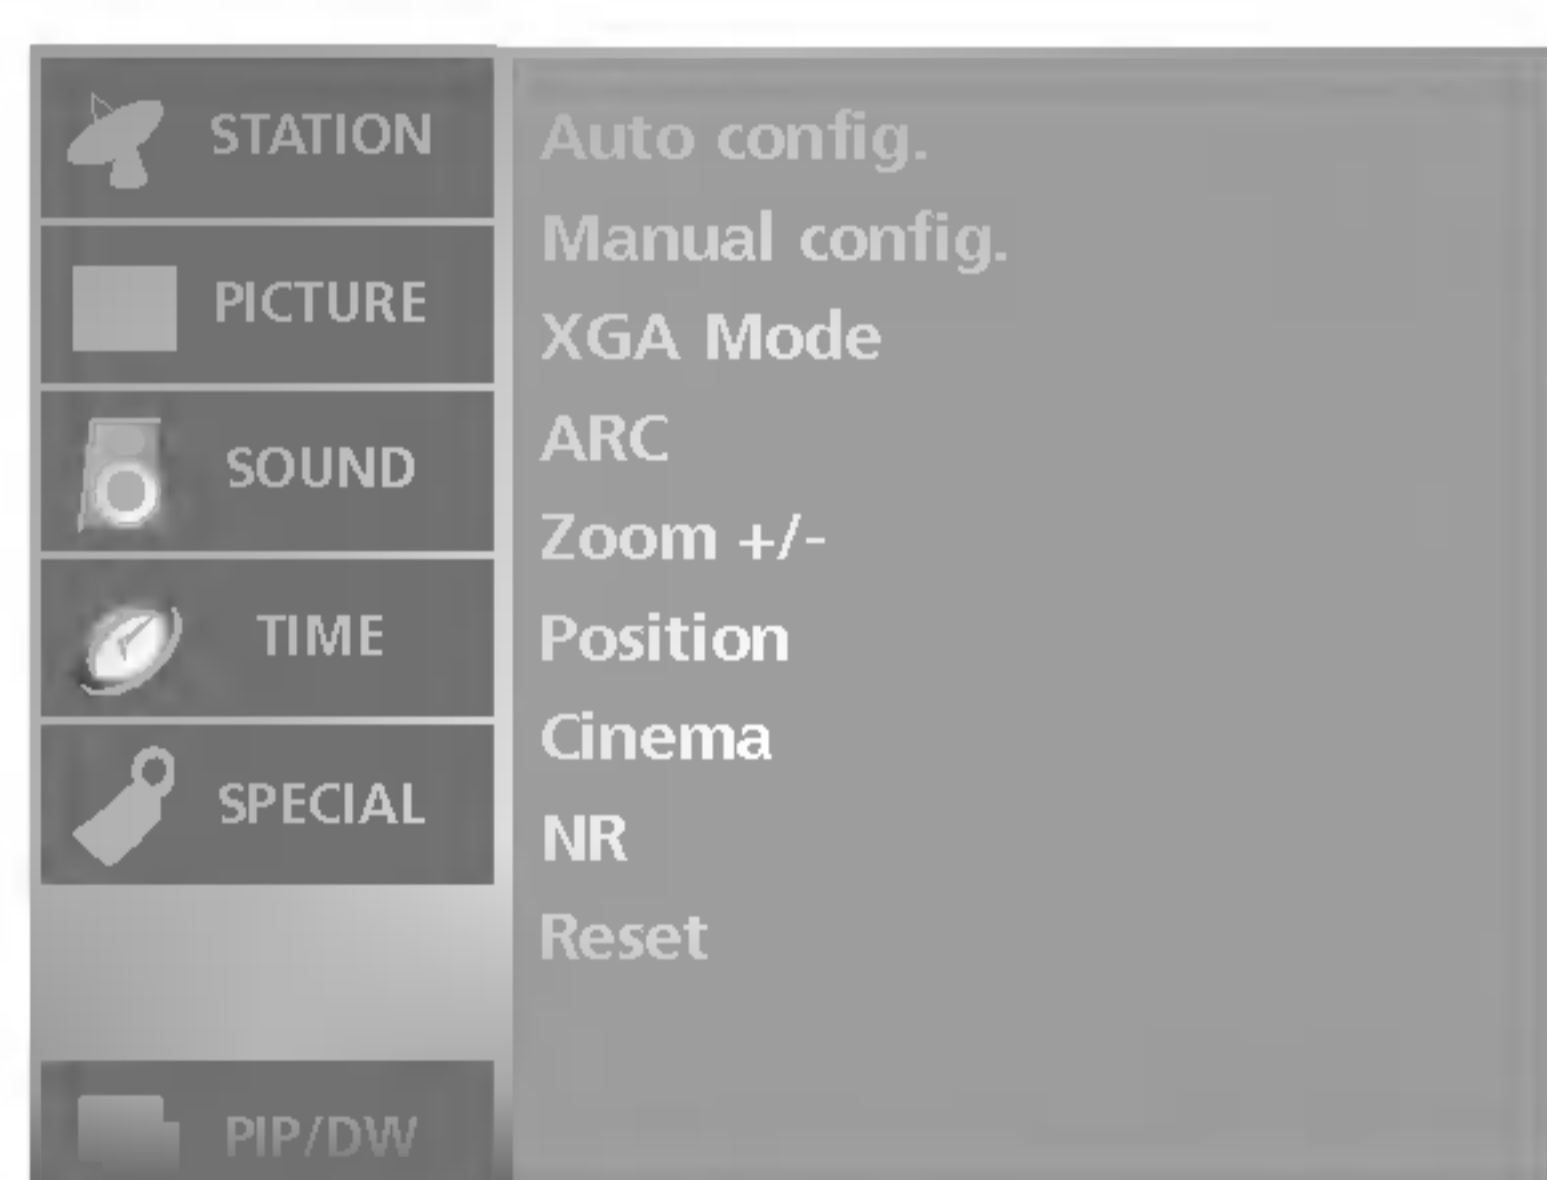 STATION
PICTURE
SOUND
TIME
SPECIAL
PIP/DW
Auto config.
Manual config.
XGA Mode
ARC
Zoom +/-
Position
Cinema
NR
Reset